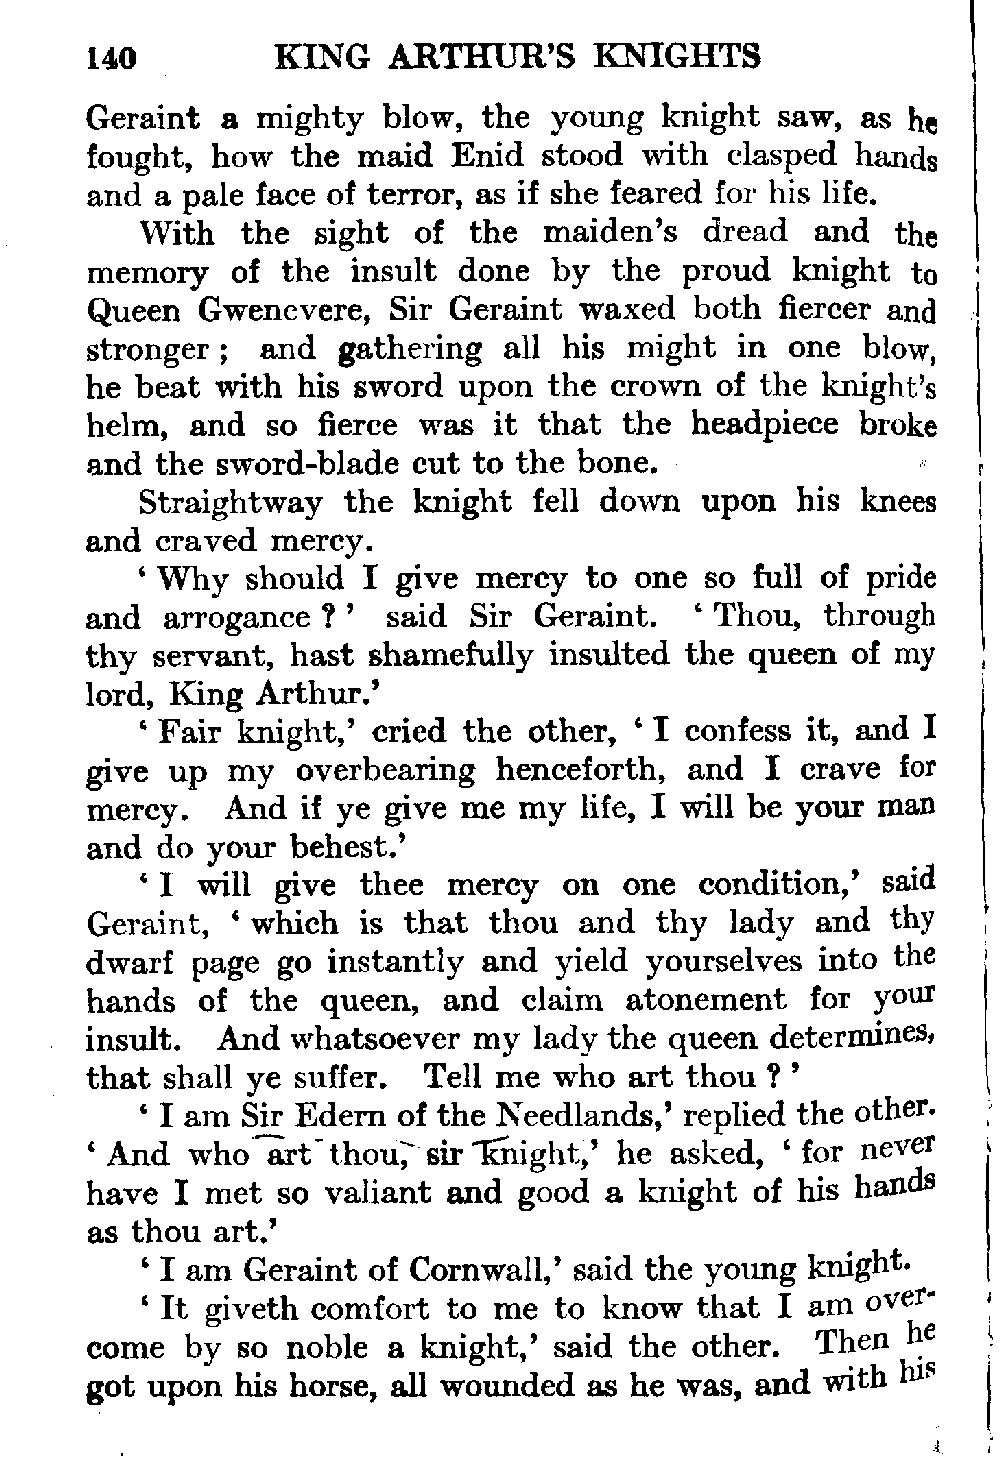 140 KING ARTHUR'S KNIGHTS
Geraint a mighty blow, the young knight saw, as he
fought, how the maid Enid stood with clasped hands
and a pale face of terror, as if she feared for his life.
With the sight of the maiden's dread and the
memory of the insult done by the proud knight to
Queen Gwenevere, Sir Geraint waxed both fiercer and
stronger ; and gathering all his might in one blow,
he beat with his sword upon the crown of the knight's
helm, and so fierce was it that the headpiece broke
and the sword-blade cut to the bone.
Straightway the knight fell down upon his knees
and craved mercy.
' Why should I give mercy to one so full of pride
and arrogance ? ' said Sir Geraint. ' Thou, through
thy servant, hast shamefully insulted the queen of my
lord, King Arthur.'
' Fair knight,' cried the other, ' I confess it, and I
give up my overbearing henceforth, and I crave for
mercy. And if ye give me my life, I will be your man
and do your behest.'
' I will give thee mercy on one condition,' said
Geraint, ' which is that thou and thy lady and thy
dwarf page go instantly and yield yourselves into the
hands of the queen, and claim atonement for your
insult. And whatsoever my lady the queen determines,
that shall ye suffer. Tell me who art thou ? '
' I am Sir Edern of the Needlands,' replied the other.
' And who art thou, sir knight,' he asked, ' for never
have I met so valiant and good a knight of his hands
as thou art.'
' I am Geraint of Cornwall,' said the young knight.
' It giveth comfort to me to know that I am over-
come by so noble a knight,' said the other. Then he
got upon his horse, all wounded as he was, and with his